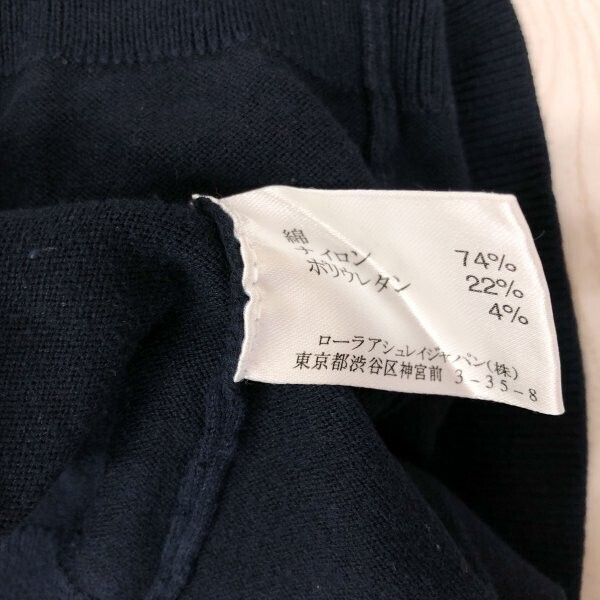 綿 74%
ナイロン 22%
ポリウレタン 4%
ローラアシュレイジャパン(株)
東京都渋谷区神宮前 3-35-8